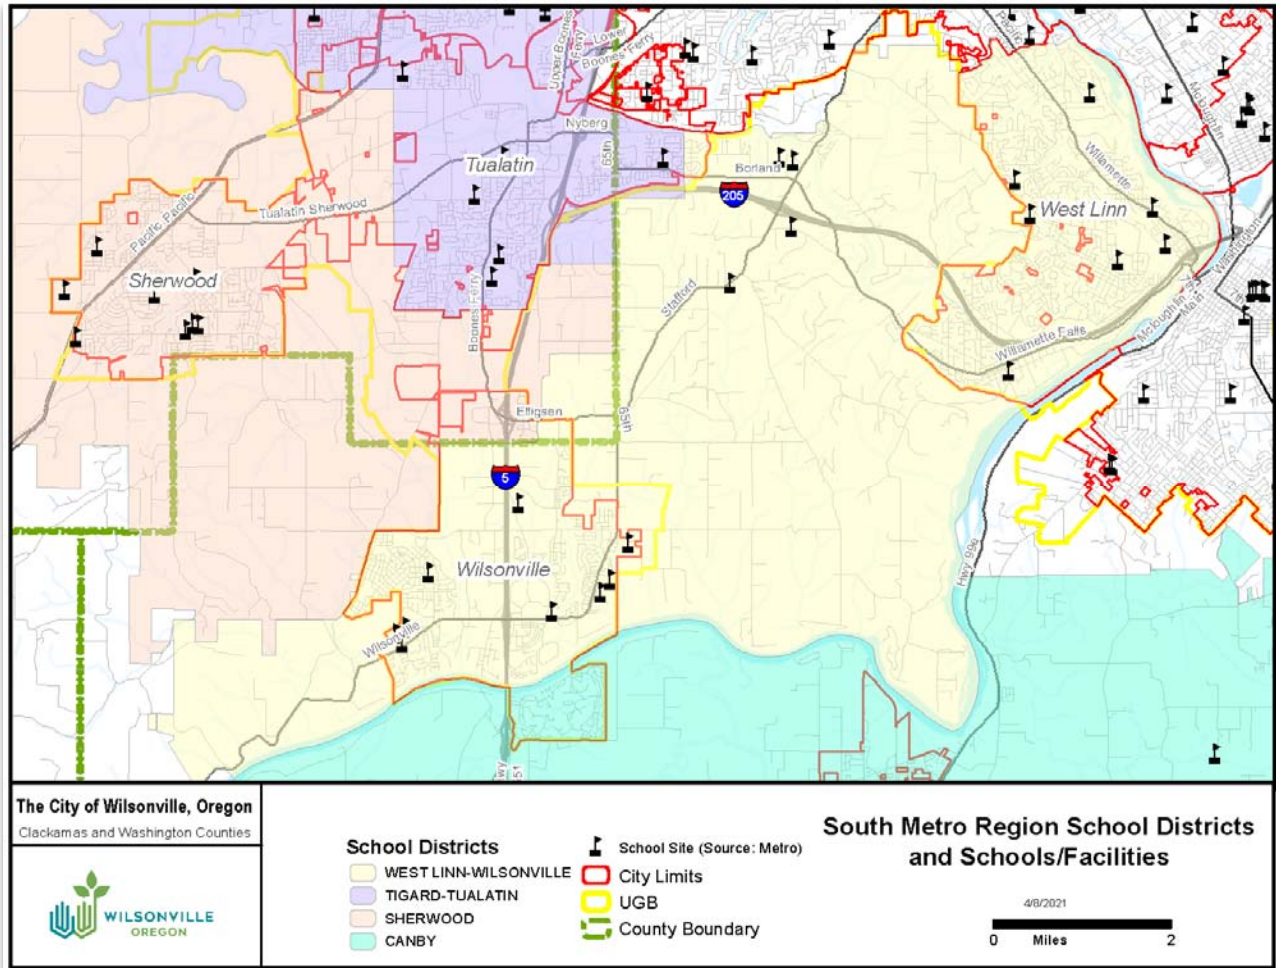 Upper Boones
Ferry
Lower
Boones Ferry
Pacific
Mcloughlin
Nyberg
65th
Tualatin
Borland
Willamette
205
West Linn
Tualatin Sherwood
Pacific Pacific
Washington
Sherwood
Boones Ferry
Stafford
7th
Main
Mcloughlin
Willamette Falls
Elligsen
65th
5
Hwy 99e
Wilsonville
Wilsonville
Hwy
551
The City of Wilsonville, Oregon
Clackamas and Washington Counties
WILSONVILLE
OREGON
School Districts
WEST LINN-WILSONVILLE
TIGARD-TUALATIN
SHERWOOD
CANBY
School Site (Source: Metro)
City Limits
UGB
County Boundary
South Metro Region School Districts
and Schools/Facilities
4/8/2021
0 Miles 2